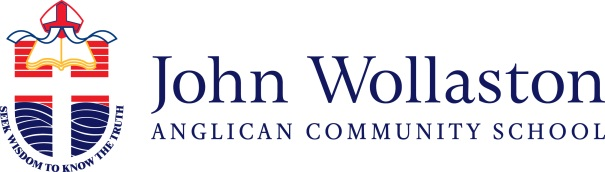 John Wollaston
ANGLICAN COMMUNITY SCHOOL
SEEK WISDOM TO KNOW THE TRUTH